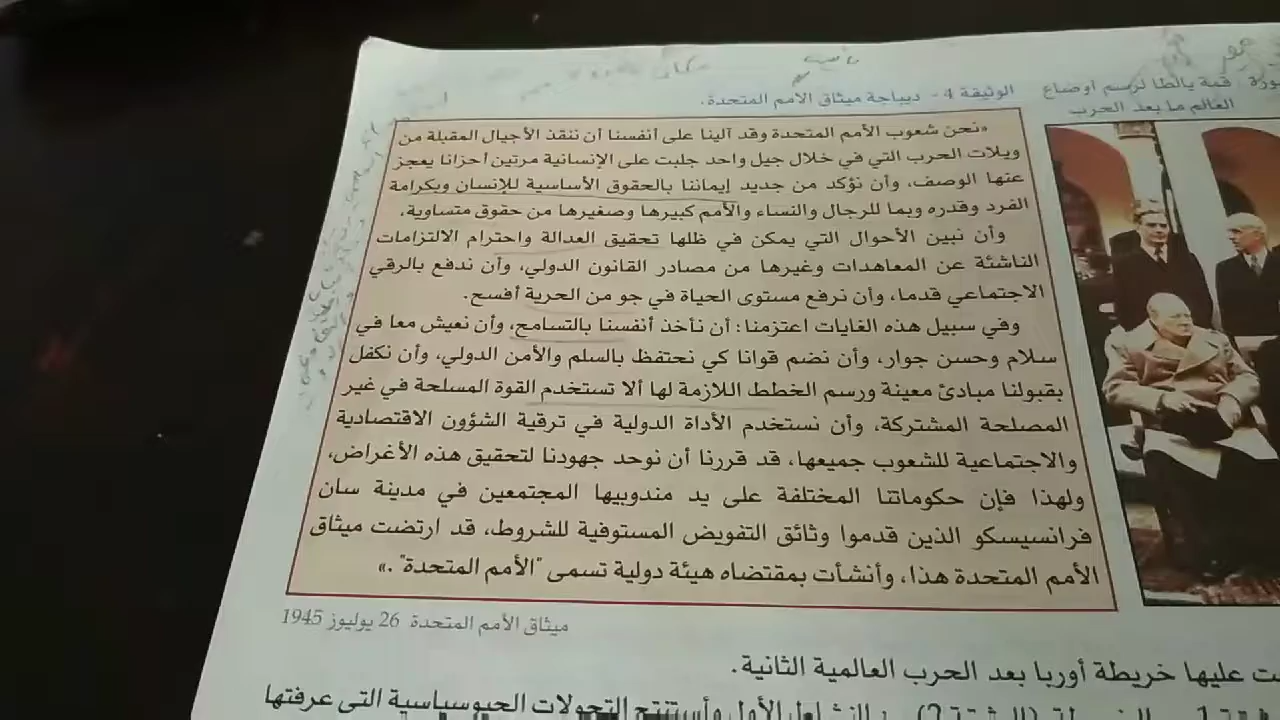 الوثيقة 4- ديباجة ميثاق الأمم المتحدة.
قمة يالطا لرسم أوضاع
العالم ما بعد الحرب
«نحن شعوب الأمم المتحدة وقد آلينا على أنفسنا أن ننقذ الأجيال المقبلة من
ويلات الحرب التي في خلال جيل واحد جلبت على الإنسانية مرتين أحزانا يعجز
عنها الوصف، وأن نؤكد من جديد إيماننا بالحقوق الأساسية للإنسان وبكرامة
الفرد وقدره وبما للرجال والنساء والأمم كبيرها وصغيرها من حقوق متساوية.
وأن نبين الأحوال التي يمكن في ظلها تحقيق العدالة واحترام الالتزامات
الناشئة عن المعاهدات وغيرها من مصادر القانون الدولي، وأن ندفع بالرقي
الاجتماعي قدما، وأن نرفع مستوى الحياة في جو من الحرية أفسح.
وفي سبيل هذه الغايات اعتزمنا: أن نأخذ أنفسنا بالتسامح، وأن نعيش معا في
سلام وحسن جوار، وأن نضم قوانا كي نحتفظ بالسلم والأمن الدولي، وأن نكفل
بقبولنا مبادئ معينة ورسم الخطط اللازمة لها ألا تستخدم القوة المسلحة في غير
المصلحة المشتركة، وأن نستخدم الأداة الدولية في ترقية الشؤون الاقتصادية
والاجتماعية للشعوب جميعها، قد قررنا أن نوحد جهودنا لتحقيق هذه الأغراض،
ولهذا فإن حكوماتنا المختلفة على يد مندوبيها المجتمعين في مدينة سان
فرانسيسكو الذين قدموا وثائق التفويض المستوفية للشروط، قد ارتضت ميثاق
الأمم المتحدة هذا، وأنشأت بمقتضاه هيئة دولية تسمى "الأمم المتحدة".»
ميثاق الأمم المتحدة 26 يوليوز 1945
عليها خريطة أوربا بعد الحرب العالمية الثانية.
الأول وأستنتج التحولات الجيوسياسية التي عرفتها